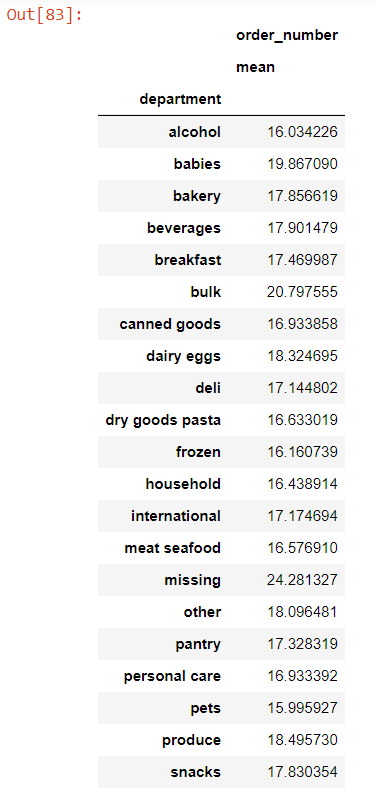 Out[83]:
order_number
mean
department
alcohol 16.034226
babies 19.867090
bakery 17.856619
beverages 17.901479
breakfast 17.469987
bulk 20.797555
canned goods 16.933858
dairy eggs 18.324695
deli 17.144802
dry goods pasta 16.633019
frozen 16.160739
household 16.438914
international 17.174694
meat seafood 16.576910
missing 24.281327
other 18.096481
pantry 17.328319
personal care 16.933392
pets 15.995927
produce 18.495730
snacks 17.830354